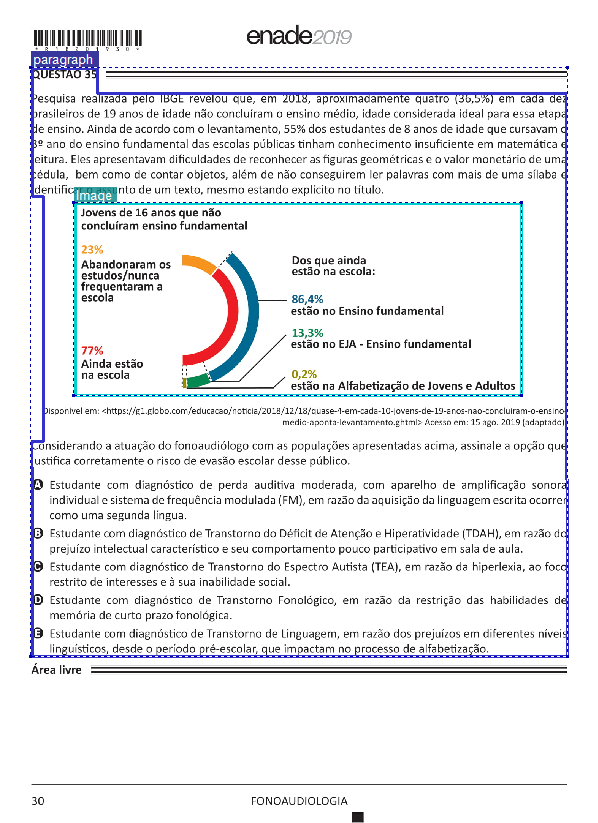 *R1820193 0*
enade2019
paragraph
QUESTÃO 35
Pesquisa realizada pelo IBGE revelou que, em 2018, aproximadamente quatro (36,5%) em cada dez
brasileiros de 19 anos de idade não concluíram o ensino médio, idade considerada ideal para essa etapa
de ensino. Ainda de acordo com o levantamento, 55% dos estudantes de 8 anos de idade que cursavam o
3º ano do ensino fundamental das escolas públicas tinham conhecimento insuficiente em matemática e
leitura. Eles apresentavam dificuldades de reconhecer as figuras geométricas e o valor monetário de uma
cédula, bem como de contar objetos, além de não conseguirem ler palavras com mais de uma sílaba e
identificar o assunto de um texto, mesmo estando explícito no título.
Image
Jovens de 16 anos que não
concluíram ensino fundamental
23%
Abandonaram os
estudos/nunca
frequentaram a
escola
77%
Ainda estão
na escola
Dos que ainda
estão na escola:
86,4%
estão no Ensino fundamental
13,3%
estão no EJA - Ensino fundamental
0,2%
estão na Alfabetização de Jovens e Adultos
Disponível em: <https://g1.globo.com/educacao/noticia/2018/12/18/quase-4-em-cada-10-jovens-de-19-anos-nao-concluiram-o-ensino-
medio-aponta-levantamento.ghtml> Acesso em: 15 ago. 2019 (adaptado)
Considerando a atuação do fonoaudiólogo com as populações apresentadas acima, assinale a opção que
justifica corretamente o risco de evasão escolar desse público.
A Estudante com diagnóstico de perda auditiva moderada, com aparelho de amplificação sonora
individual e sistema de frequência modulada (FM), em razão da aquisição da linguagem escrita ocorrer
como uma segunda língua.
B Estudante com diagnóstico de Transtorno do Déficit de Atenção e Hiperatividade (TDAH), em razão do
prejuízo intelectual característico e seu comportamento pouco participativo em sala de aula.
C Estudante com diagnóstico de Transtorno do Espectro Autista (TEA), em razão da hiperlexia, ao foco
restrito de interesses e à sua inabilidade social.
D Estudante com diagnóstico de Transtorno Fonológico, em razão da restrição das habilidades de
memória de curto prazo fonológica.
E Estudante com diagnóstico de Transtorno de Linguagem, em razão dos prejuízos em diferentes níveis
linguísticos, desde o período pré-escolar, que impactam no processo de alfabetização.
Área livre
30
FONOAUDIOLOGIA